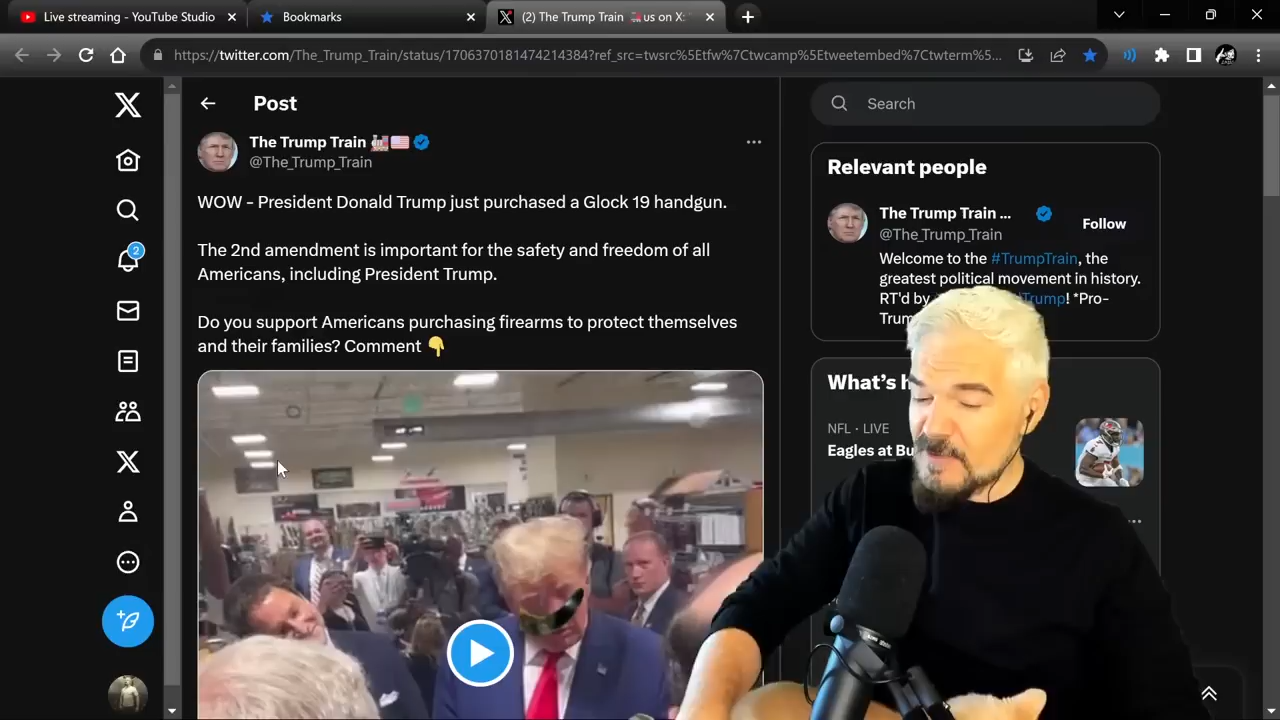 Live streaming - YouTube Studio
Bookmarks
(2) The Trump Train us on X: "
https://twitter.com/The_Trump_Train/status/1706370181474214384?ref_src=twsrc%5Etfw%7Ctwcamp%5Etweetembed%7Ctwterm%5...
Post
The Trump Train
@The_Trump_Train
WOW - President Donald Trump just purchased a Glock 19 handgun.
The 2nd amendment is important for the safety and freedom of all
Americans, including President Trump.
Do you support Americans purchasing firearms to protect themselves
and their families? Comment
2
Search
Relevant people
The Trump Train ...
@The_Trump_Train
Follow
Welcome to the #TrumpTrain, the
greatest political movement in history.
RT'd by
Trump! *Pro-
Trum
What's h
NFL · LIVE
Eagles at Bu